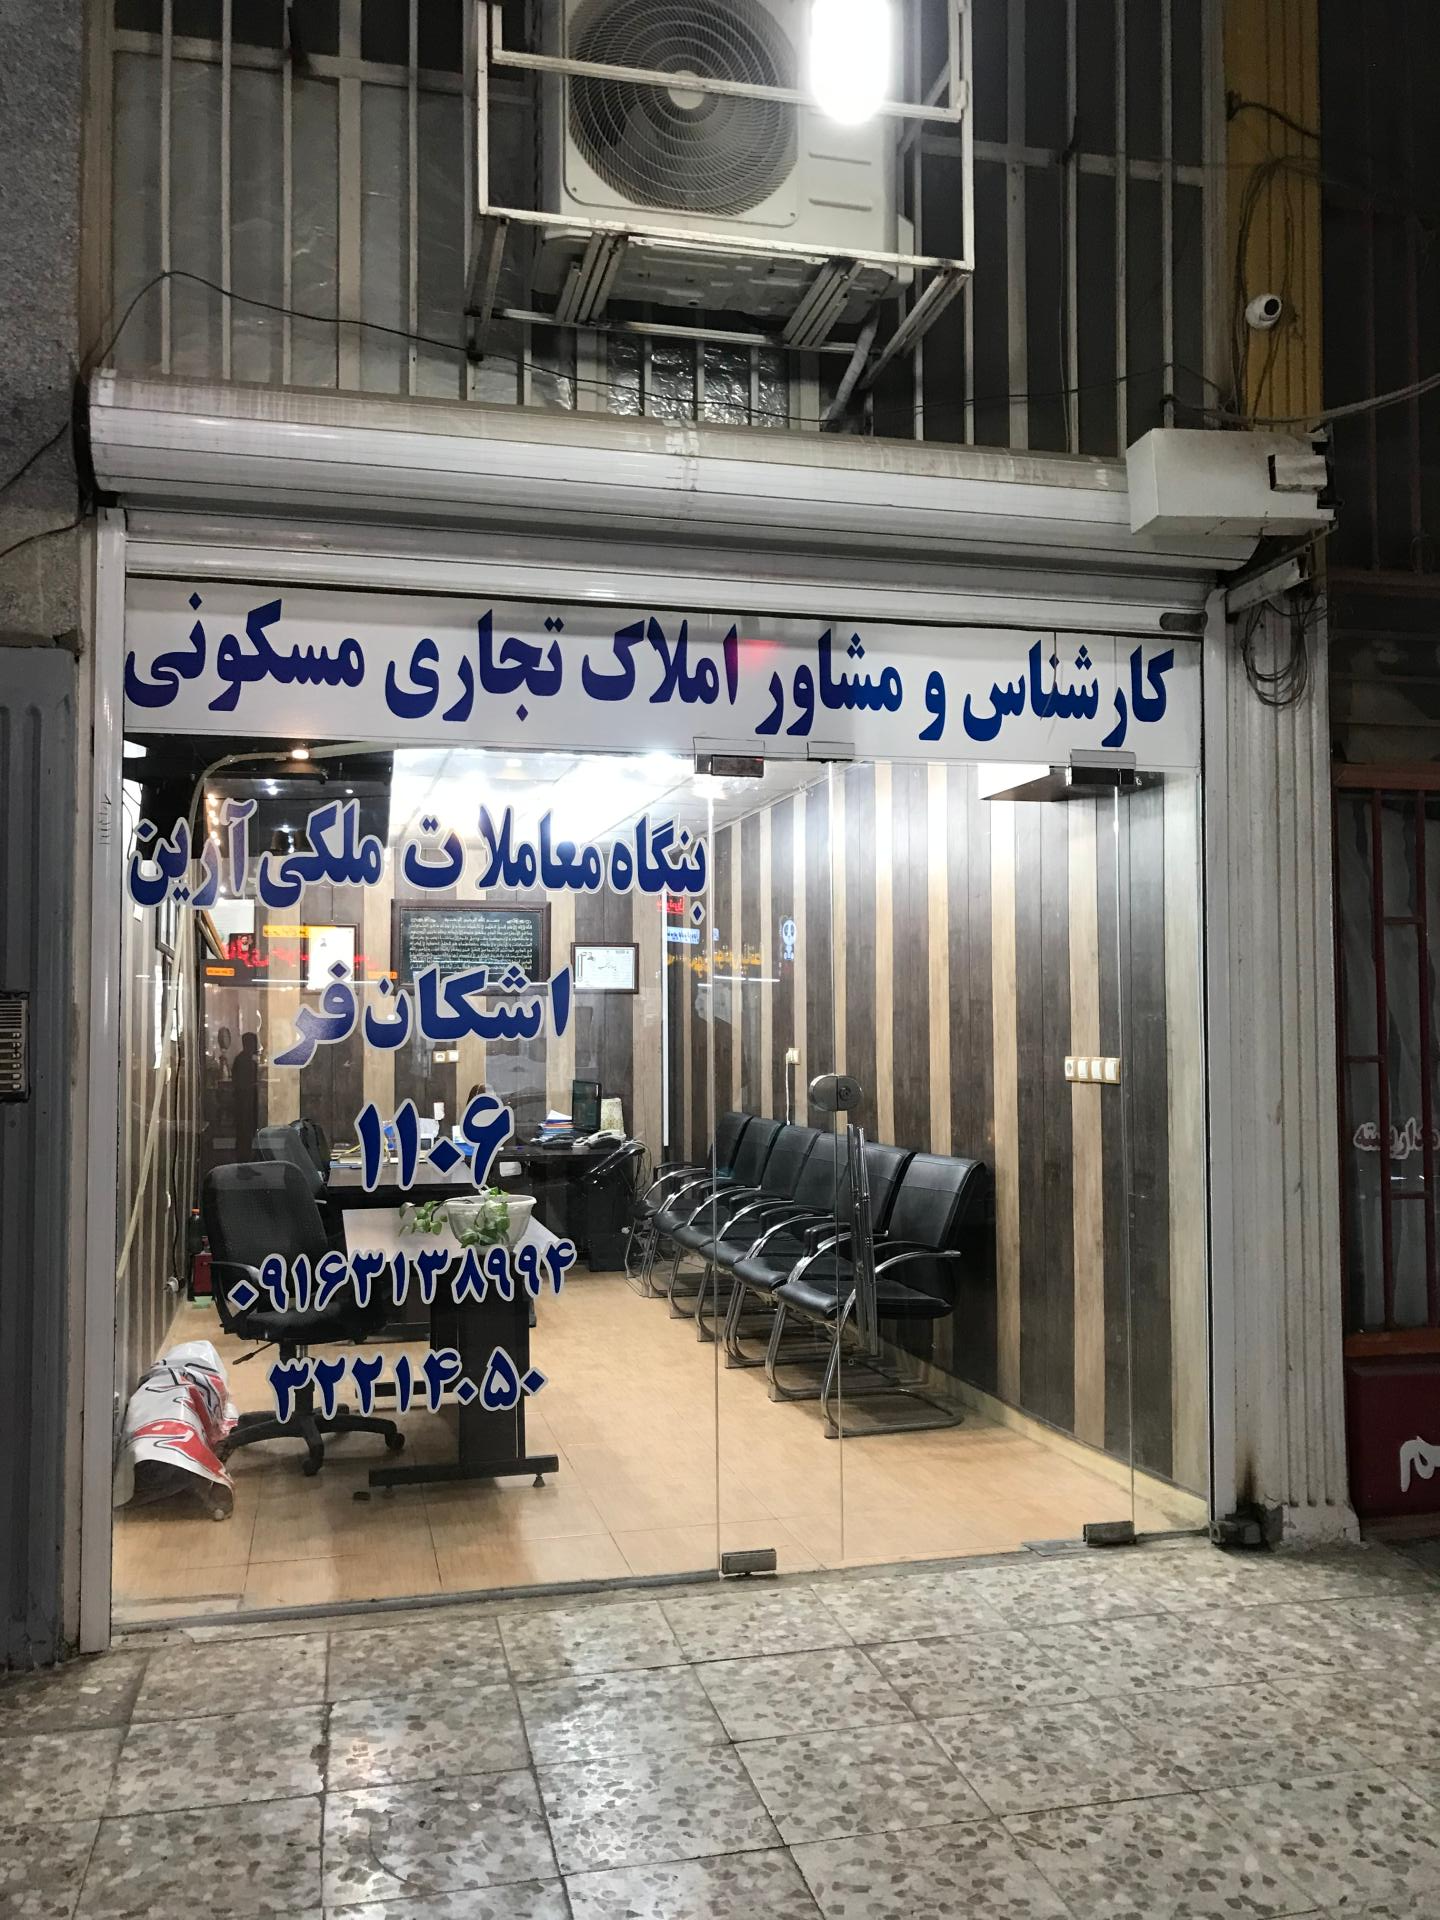 کارشناس و مشاور املاک تجاری مسکونی
بنگاه معاملات ملکی آرین
اشکان‌فر
۱۱۰۶
۰۹۱۶۳۱۳۸۹۹۴
۳۲۲۱۴۰۵۰